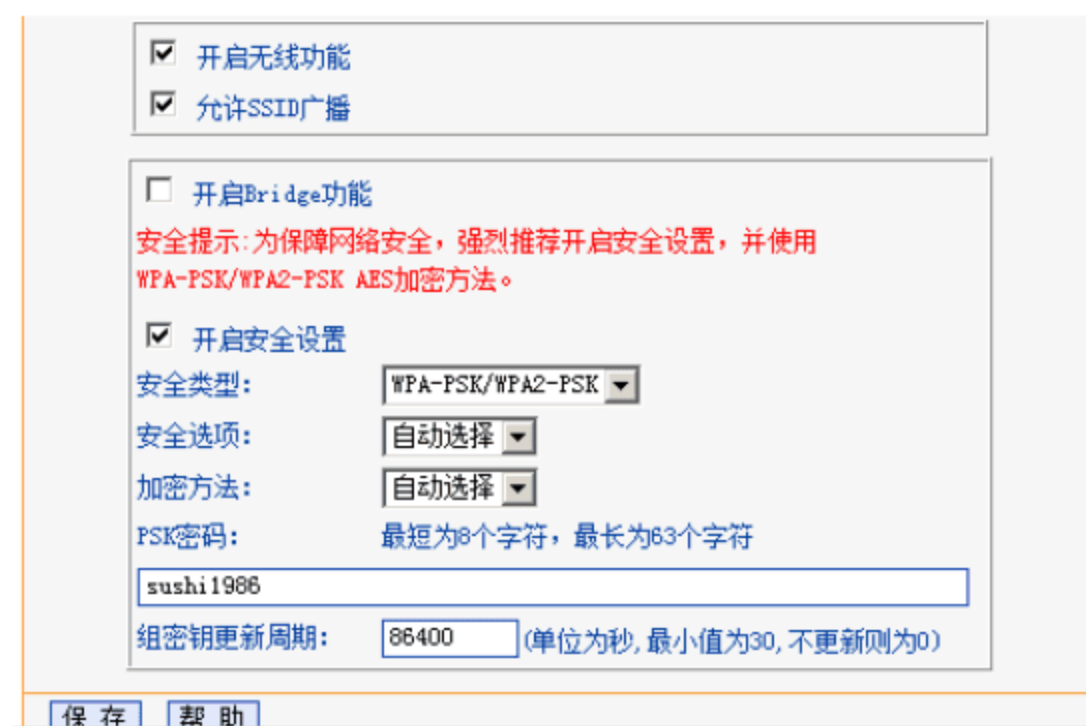 开启无线功能
允许SSID广播
开启Bridge功能
安全提示:为保障网络安全，强烈推荐开启安全设置，并使用
WPA-PSK/WPA2-PSK AES加密方法。
开启安全设置
安全类型: WPA-PSK/WPA2-PSK
安全选项: 自动选择
加密方法: 自动选择
PSK密码: 最短为8个字符，最长为63个字符
sushi1986
组密钥更新周期: 86400 (单位为秒,最小值为30,不更新则为0)
保 存 帮 助